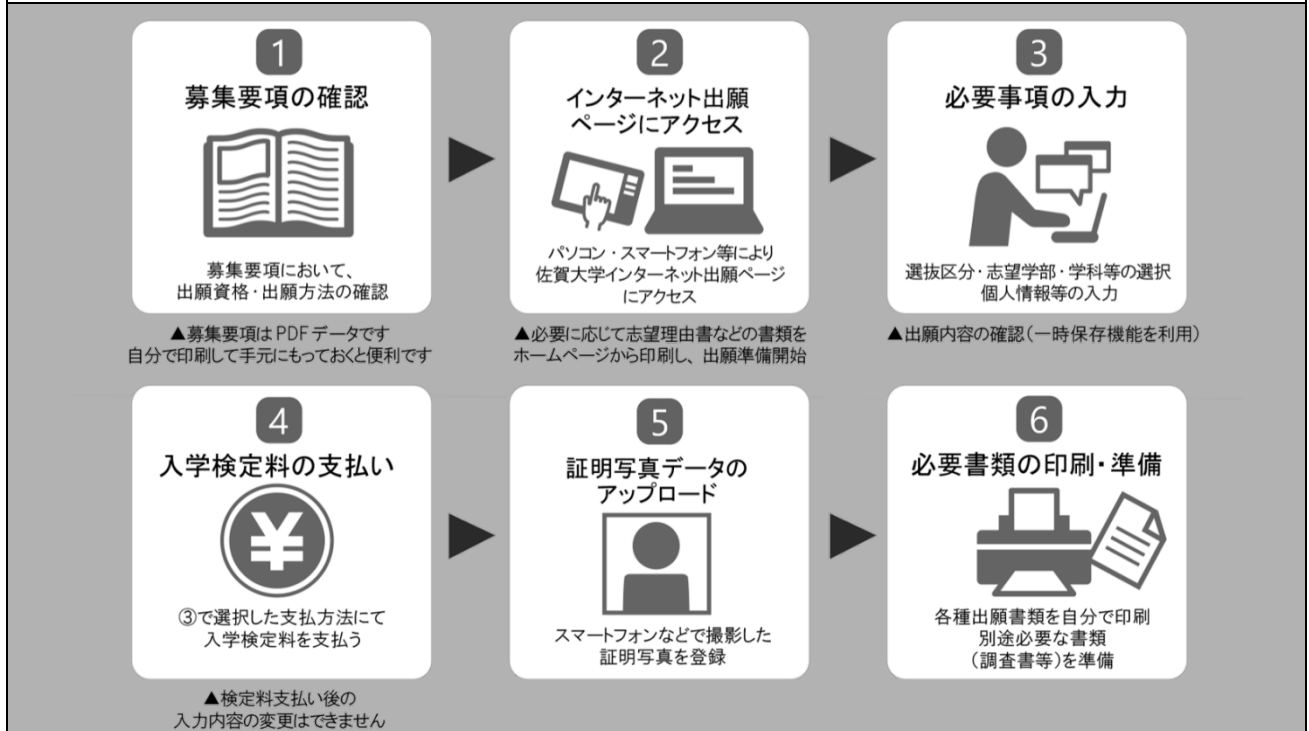 1
募集要項の確認
募集要項において、
出願資格・出願方法の確認
▲募集要項はPDFデータです
自分で印刷して手元にもっておくと便利です
2
インターネット出願
ページにアクセス
パソコン・スマートフォン等により
佐賀大学インターネット出願ページ
にアクセス
▲必要に応じて志望理由書などの書類を
ホームページから印刷し、出願準備開始
3
必要事項の入力
選抜区分・志望学部・学科等の選択
個人情報等の入力
▲出願内容の確認(一時保存機能を利用)
4
入学検定料の支払い
¥
③で選択した支払方法にて
入学検定料を支払う
▲検定料支払い後の
入力内容の変更はできません
5
証明写真データの
アップロード
スマートフォンなどで撮影した
証明写真を登録
6
必要書類の印刷・準備
各種出願書類を自分で印刷
別途必要な書類
(調査書等)を準備